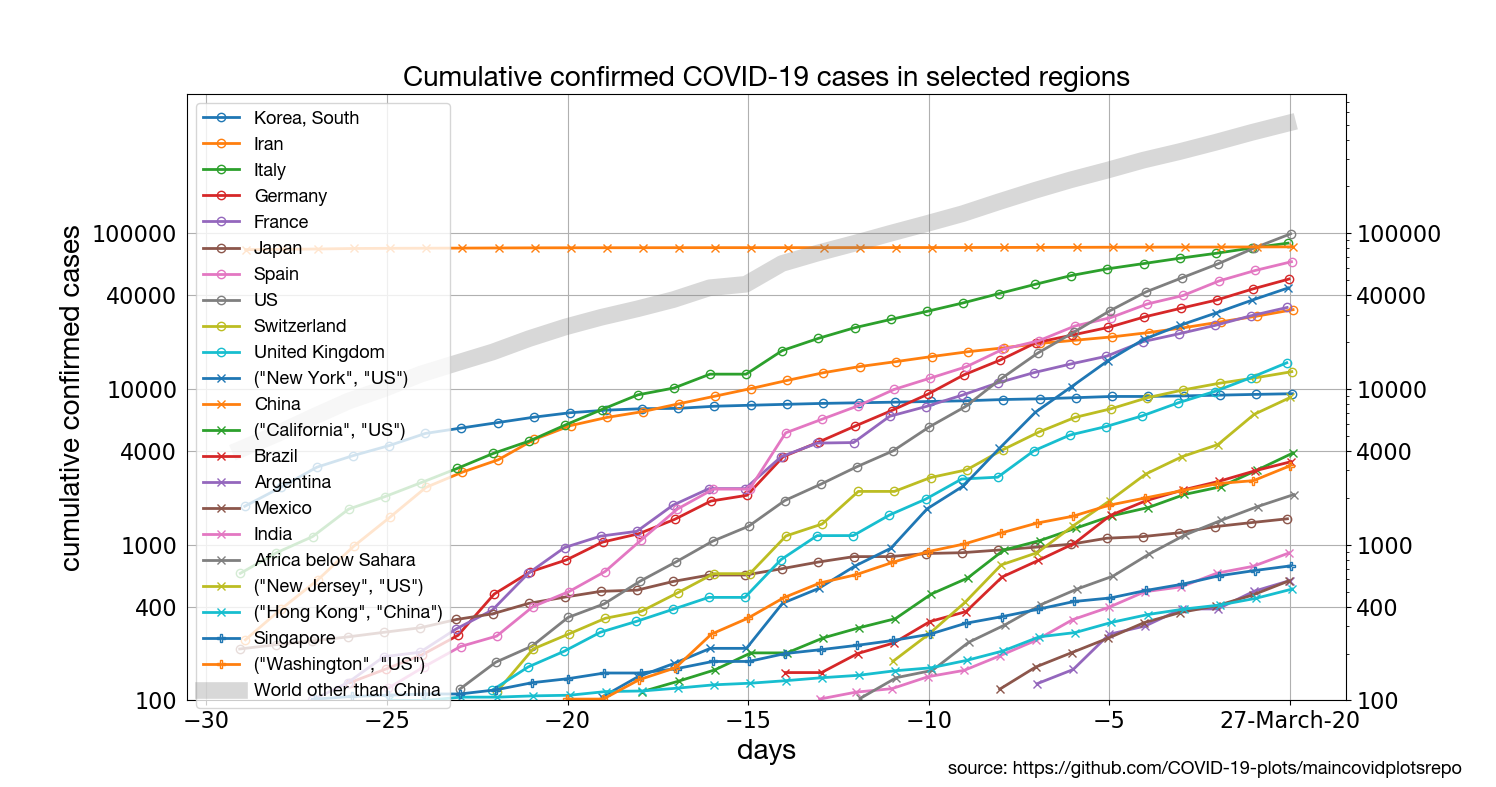 Cumulative confirmed COVID-19 cases in selected regions
Korea, South
Iran
Italy
Germany
France
Japan
Spain
US
Switzerland
United Kingdom
("New York", "US")
China
("California", "US")
Brazil
Argentina
Mexico
India
Africa below Sahara
("New Jersey", "US")
("Hong Kong", "China")
Singapore
("Washington", "US")
World other than China
cumulative confirmed cases
100000
40000
10000
4000
1000
400
100
100000
40000
10000
4000
1000
400
100
−30
−25
−20
−15
−10
−5
27-March-20
days
source: https://github.com/COVID-19-plots/maincovidplotsrepo